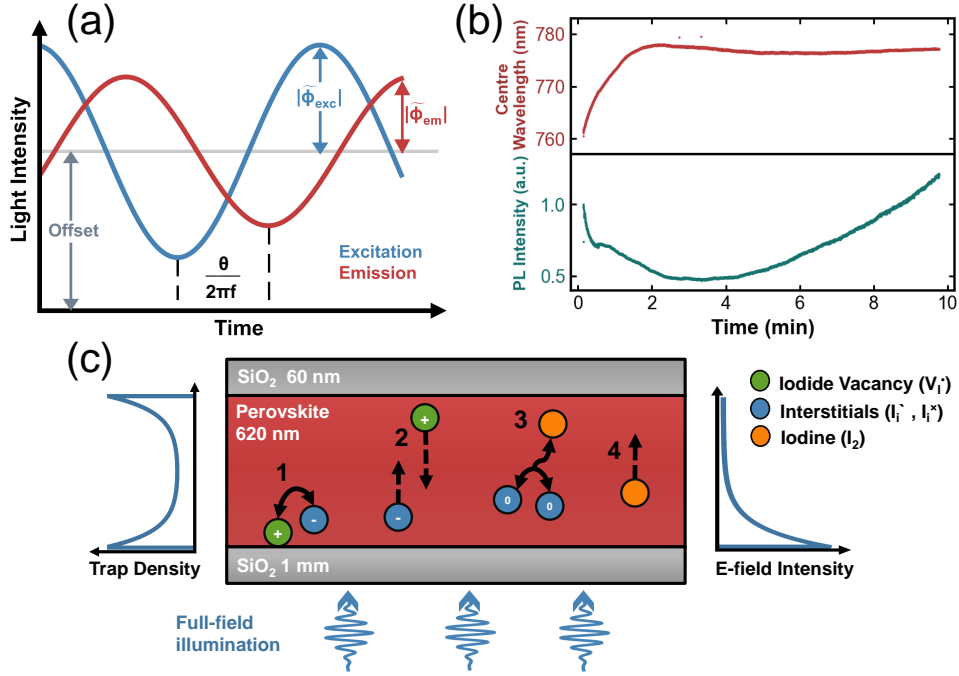 (a)
Light Intensity
|Φ̃exc|
|Φ̃em|
Offset
Excitation
Emission
θ
2πf
Time
(b)
Centre
Wavelength (nm)
780
770
760
PL Intensity (a.u.)
1.0
0.5
0 2 4 6 8 10
Time (min)
(c)
SiO2 60 nm
Perovskite
620 nm
1
2
3
4
+
-
+
-
0
0
SiO2 1 mm
Trap Density
E-field Intensity
Iodide Vacancy (VI˙)
Interstitials (Ii` , Iiˣ)
Iodine (I2)
Full-field
illumination